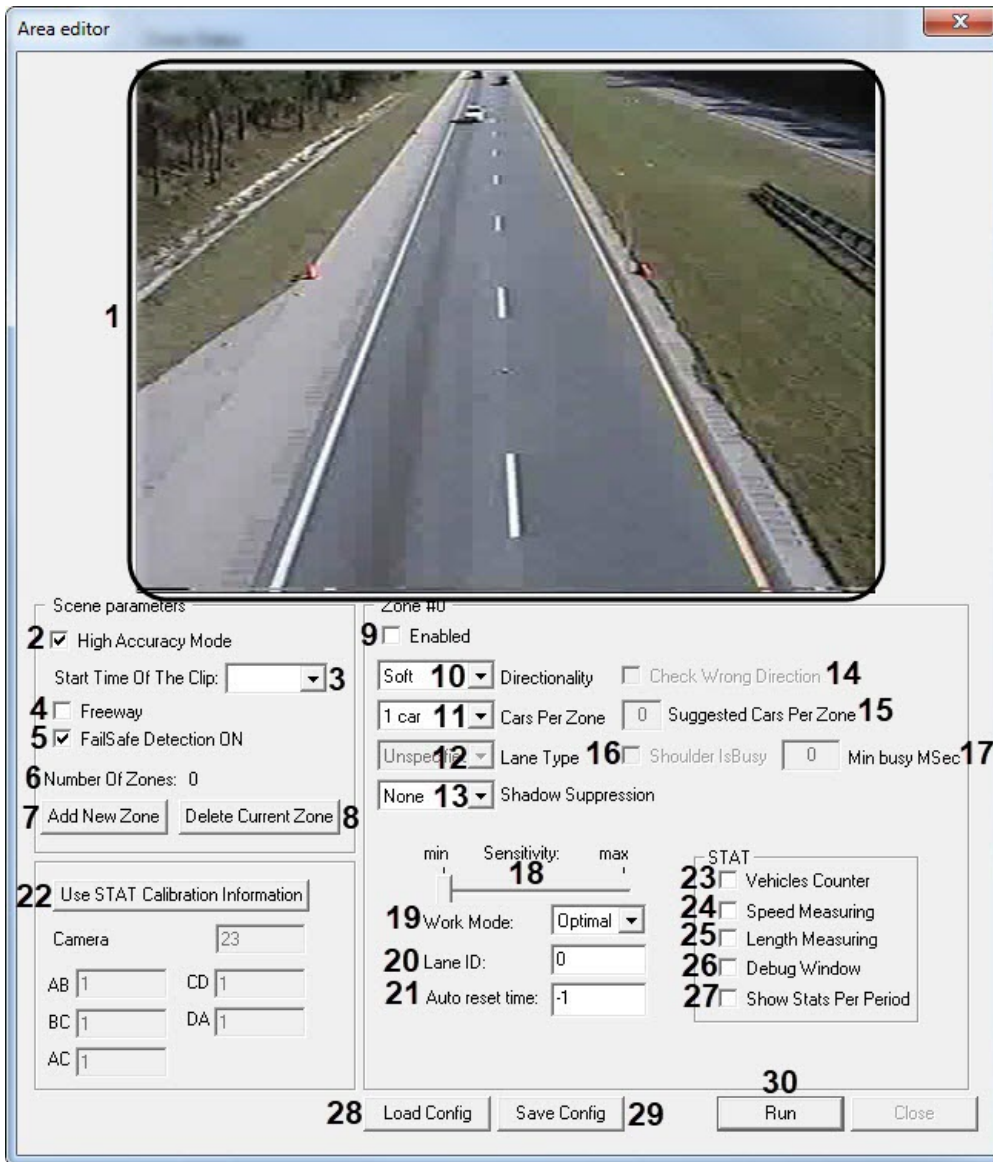 Area editor
1
Scene parameters
2 High Accuracy Mode
Start Time Of The Clip: 3
4 Freeway
5 FailSafe Detection ON
6 Number Of Zones: 0
7 Add New Zone Delete Current Zone 8
Zone #0
9 Enabled
Soft 10 Directionality Check Wrong Direction 14
1 car 11 Cars Per Zone 0 Suggested Cars Per Zone 15
12 Lane Type 16 Shoulder IsBusy 0 Min busy MSec 17
None 13 Shadow Suppression
min Sensitivity: max
18
19 Work Mode: Optimal
20 Lane ID: 0
21 Auto reset time: -1
STAT
23 Vehicles Counter
24 Speed Measuring
25 Length Measuring
26 Debug Window
27 Show Stats Per Period
22 Use STAT Calibration Information
Camera 23
AB 1 CD 1
BC 1 DA 1
AC 1
28 Load Config Save Config 29
30
Run Close